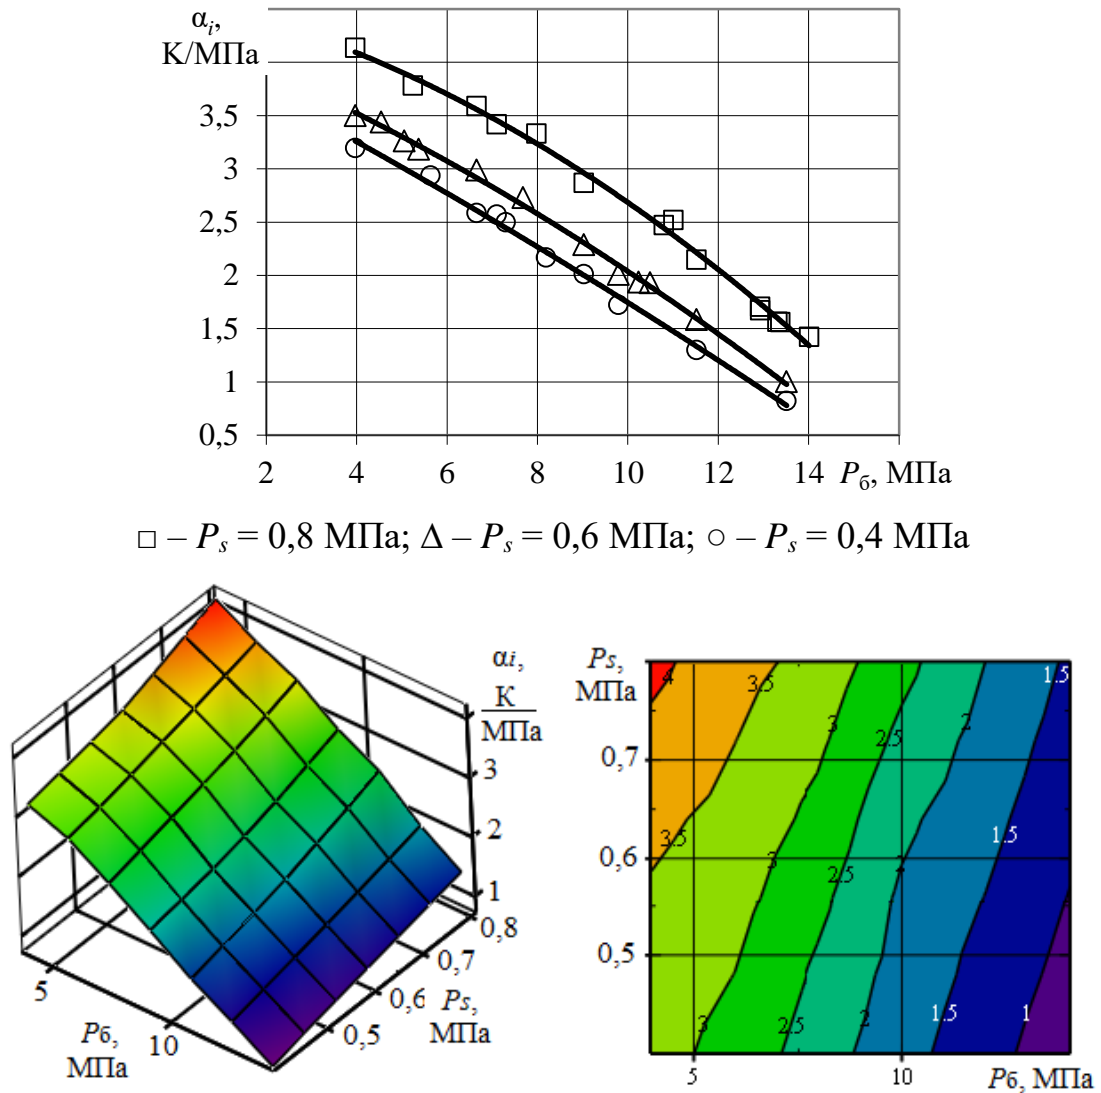 αi,
К/МПа
3,5
3
2,5
2
1,5
1
0,5
2 4 6 8 10 12 14 Pб, МПа
□ – Ps = 0,8 МПа; Δ – Ps = 0,6 МПа; ○ – Ps = 0,4 МПа
αi,
К
МПа
3
2
1
0,8
0,7
0,6
Ps,
МПа
0,5
5
10
Pб,
МПа
Ps,
МПа
4 3,5 1.5
3 2
2,5
0,7
3,5 1.5
0,6
3 2.5 2
0,5
3 2.5 2 1.5 1
5 10 Pб, МПа